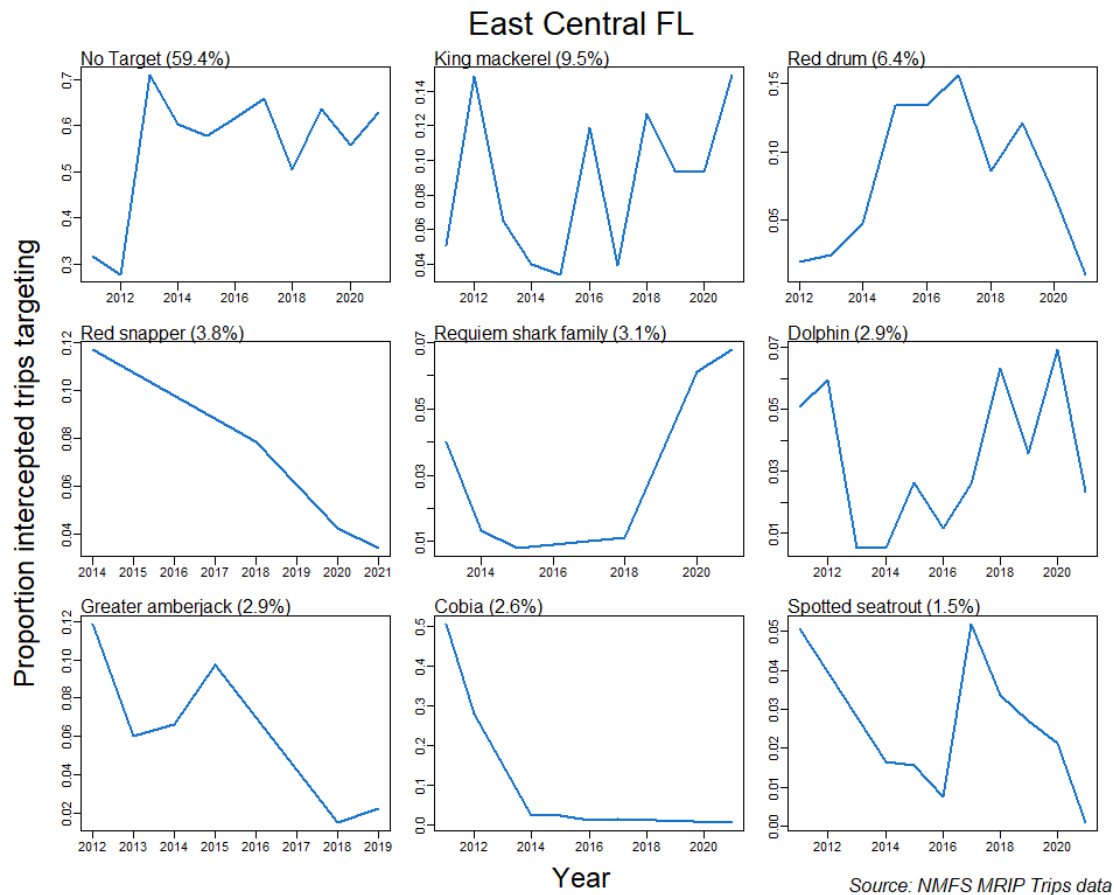 East Central FL
Proportion intercepted trips targeting
No Target (59.4%)
0.7
0.6
0.5
0.4
0.3
2012 2014 2016 2018 2020
King mackerel (9.5%)
0.14
0.12
0.10
0.08
0.06
0.04
2012 2014 2016 2018 2020
Red drum (6.4%)
0.15
0.10
0.05
2012 2014 2016 2018 2020
Red snapper (3.8%)
0.12
0.10
0.08
0.06
0.04
2014 2015 2016 2017 2018 2019 2020 2021
Requiem shark family (3.1%)
0.07
0.05
0.03
0.01
2014 2016 2018 2020
Dolphin (2.9%)
0.07
0.05
0.03
0.01
2012 2014 2016 2018 2020
Greater amberjack (2.9%)
0.12
0.10
0.08
0.06
0.04
0.02
2012 2013 2014 2015 2016 2017 2018 2019
Cobia (2.6%)
0.5
0.4
0.3
0.2
0.1
0.0
2012 2014 2016 2018 2020
Spotted seatrout (1.5%)
0.05
0.04
0.03
0.02
0.01
0.00
2012 2014 2016 2018 2020
Year
Source: NMFS MRIP Trips data